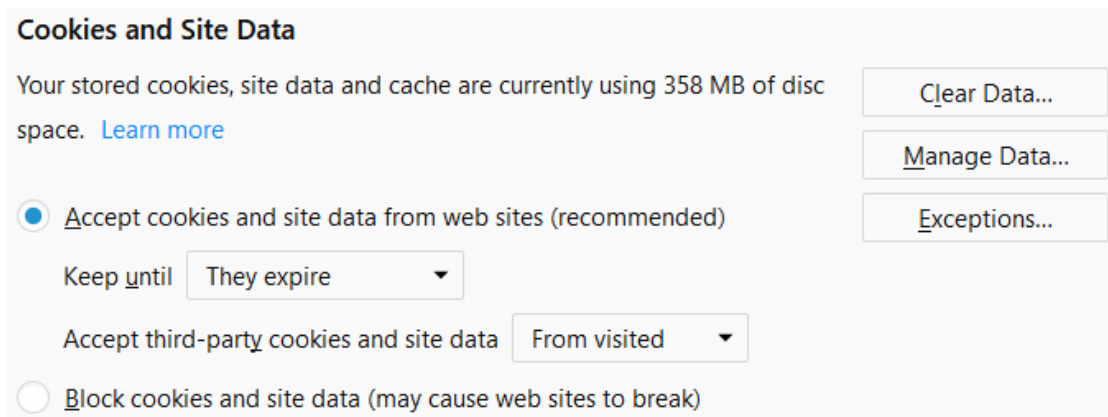 Cookies and Site Data
Your stored cookies, site data and cache are currently using 358 MB of disc
space. Learn more
Clear Data...
Manage Data...
Exceptions...
Accept cookies and site data from web sites (recommended)
Keep until They expire
Accept third-party cookies and site data From visited
Block cookies and site data (may cause web sites to break)